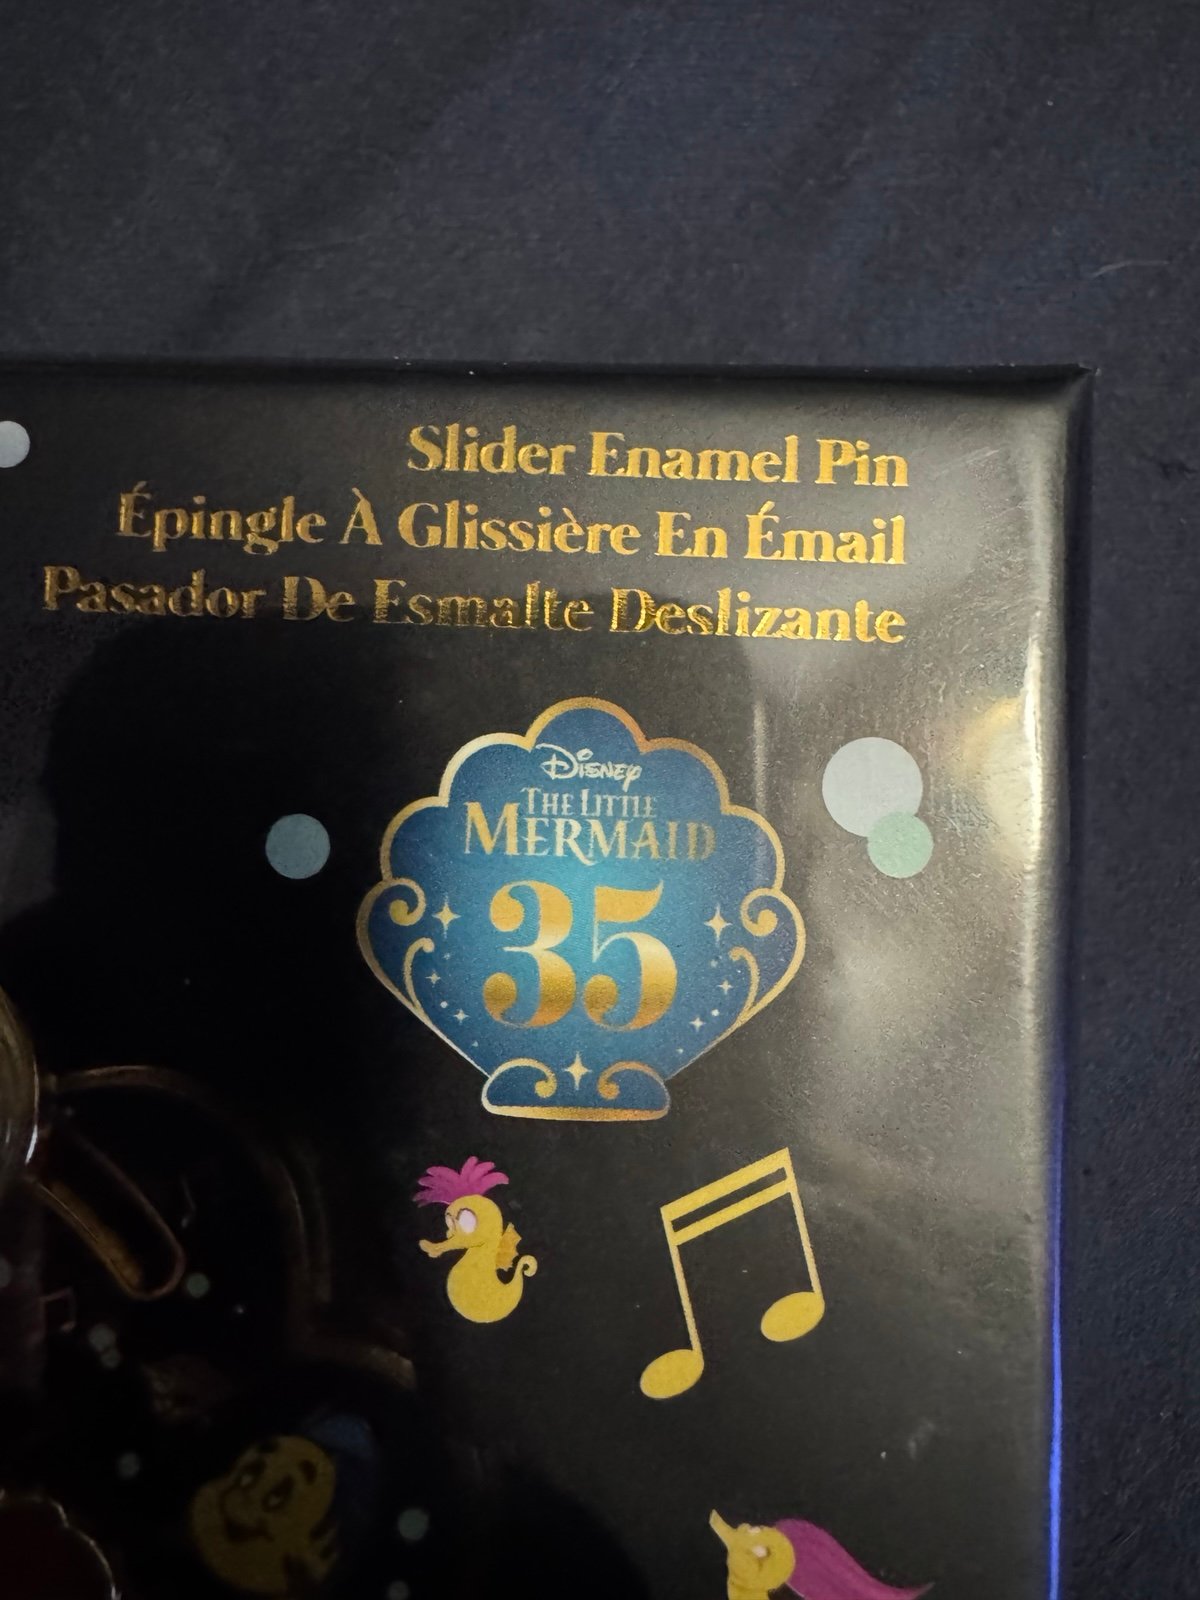 Slider Enamel Pin
Épingle À Glissière En Émail
Pasador De Esmalte Deslizante
Disney
THE LITTLE
MERMAID
35